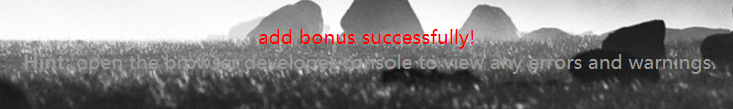 add bonus successfully!
Hint: open the browser developer console to view any errors and warnings.